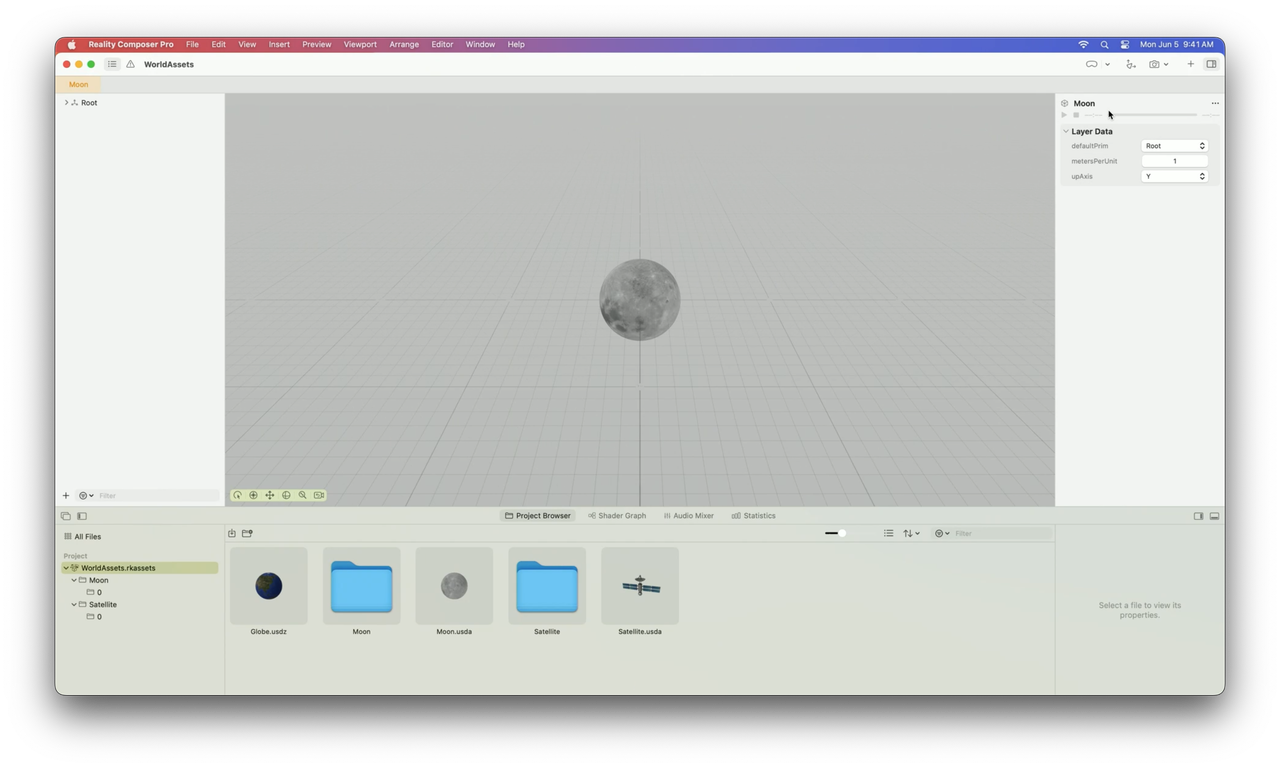 Reality Composer Pro File Edit View Insert Preview Viewport Arrange Editor Window Help Mon Jun 5 9:41 AM
WorldAssets
Moon
Root
Moon
--:-- --:--
Layer Data
defaultPrim Root
metersPerUnit 1
upAxis Y
Filter
Project Browser Shader Graph Audio Mixer Statistics
All Files
Filter
Project
WorldAssets.rkassets
Moon
0
Satellite
0
Globe.usdz Moon Moon.usda Satellite Satellite.usda
Select a file to view its
properties.